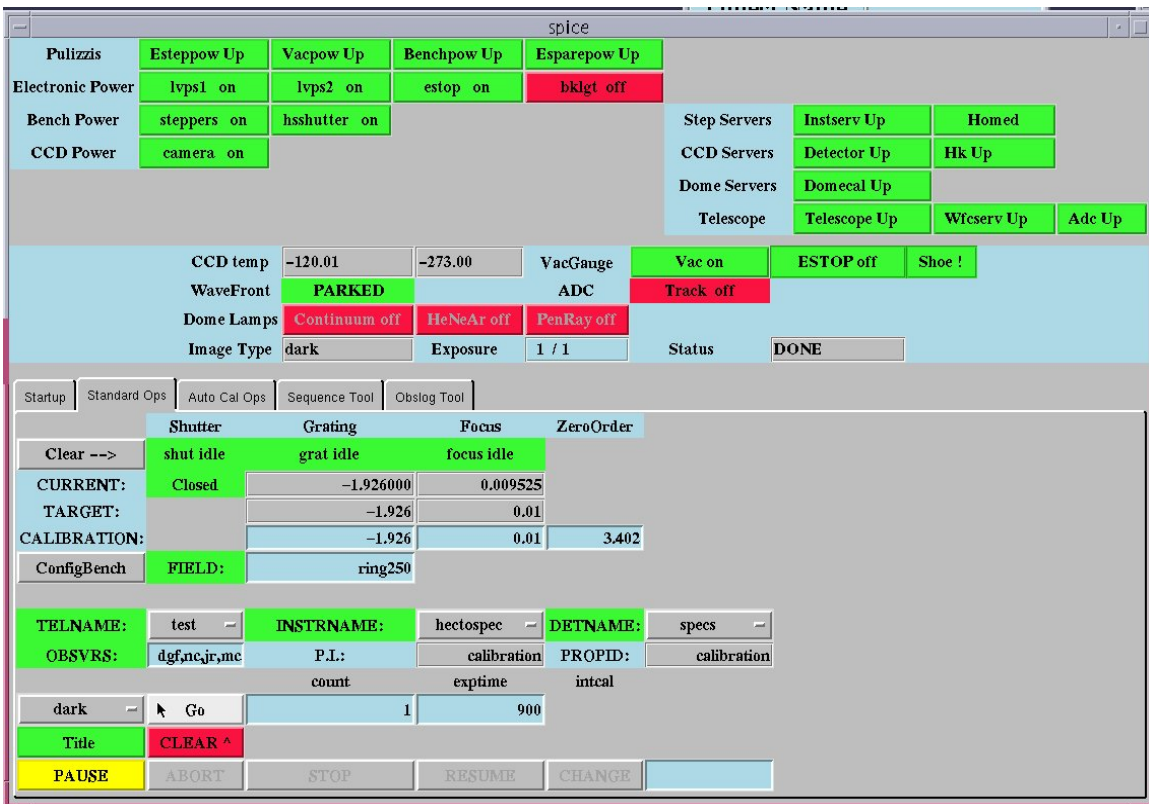 spice
Pulizzis Esteppow Up Vacpow Up Benchpow Up Esparepow Up
Electronic Power lvps1 on lvps2 on estop on bklgt off
Bench Power steppers on hsshutter on Step Servers Instserv Up Homed
CCD Power camera on CCD Servers Detector Up Hk Up
Dome Servers Domecal Up
Telescope Telescope Up Wfcserv Up Adc Up
CCD temp -120.01 -273.00 VacGauge Vac on ESTOP off Shoe !
WaveFront PARKED ADC Track off
Dome Lamps Continuum off HeNeAr off PenRay off
Image Type dark Exposure 1 / 1 Status DONE
Startup Standard Ops Auto Cal Ops Sequence Tool Obslog Tool
Shutter Grating Focus ZeroOrder
Clear --> shut idle grat idle focus idle
CURRENT: Closed -1.926000 0.009525
TARGET: -1.926 0.01
CALIBRATION: -1.926 0.01 3.402
ConfigBench FIELD: ring250
TELNAME: test INSTRNAME: hectospec DETNAME: specs
OBSVRS: dgf,nc,jr,mc P.I.: calibration PROPID: calibration
count exptime intcal
dark Go 1 900
Title CLEAR ^
PAUSE ABORT STOP RESUME CHANGE